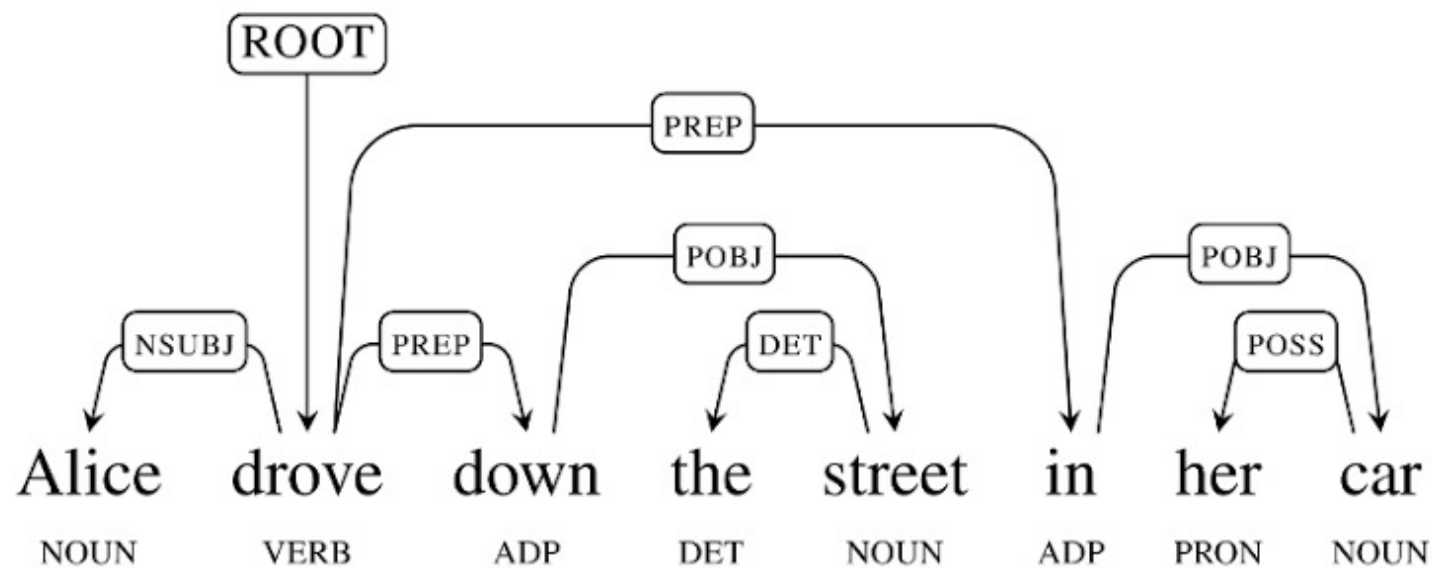 ROOT
PREP
POBJ POBJ
NSUBJ PREP DET POSS
Alice drove down the street in her car
NOUN VERB ADP DET NOUN ADP PRON NOUN